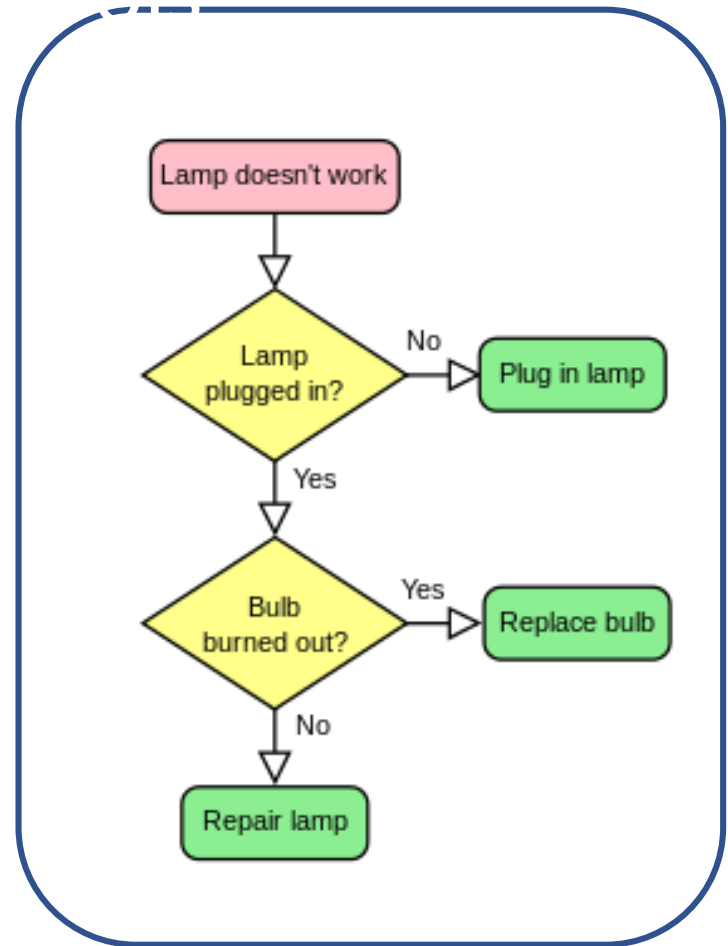 Lamp doesn't work
Lamp
plugged in?
No
Plug in lamp
Yes
Bulb
burned out?
Yes
Replace bulb
No
Repair lamp